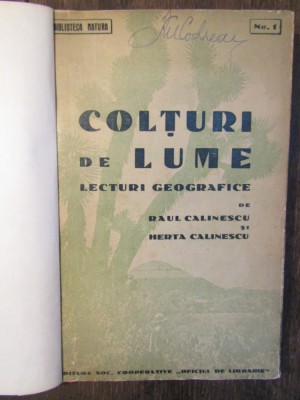 BIBLIOTECA NATURA
No. 1
COLȚURI
DE LUME
LECTURI GEOGRAFICE
DE
RAUL CALINESCU
ȘI
HERTA CALINESCU
EDITURA SOC. COOPERATIVE „OFICIUL DE LIBRĂRIE"